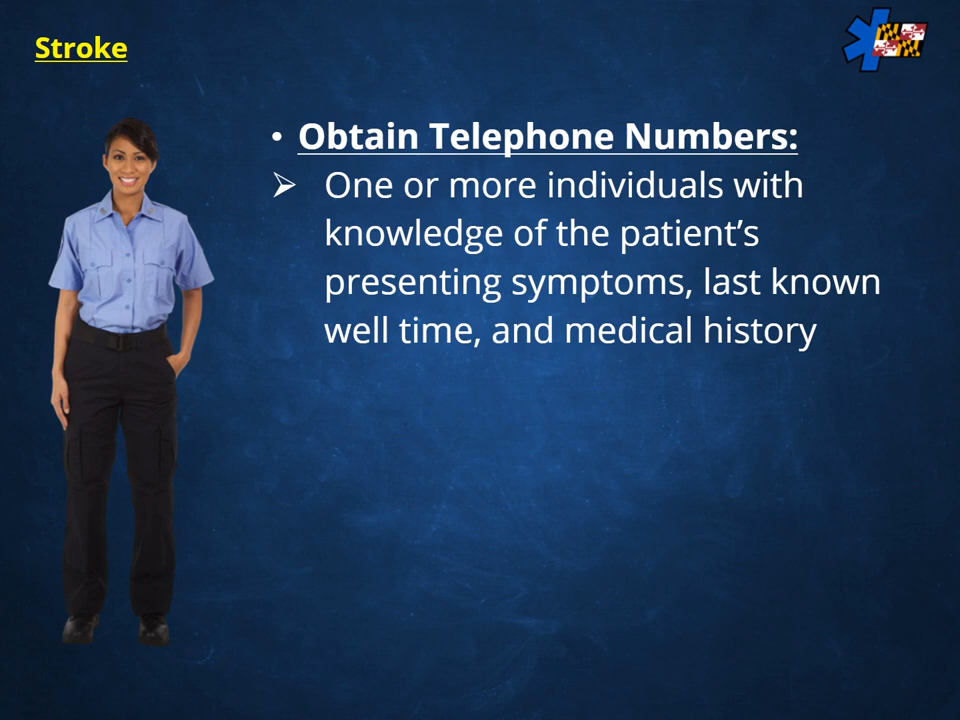 Stroke
• Obtain Telephone Numbers:
➢ One or more individuals with
knowledge of the patient’s
presenting symptoms, last known
well time, and medical history